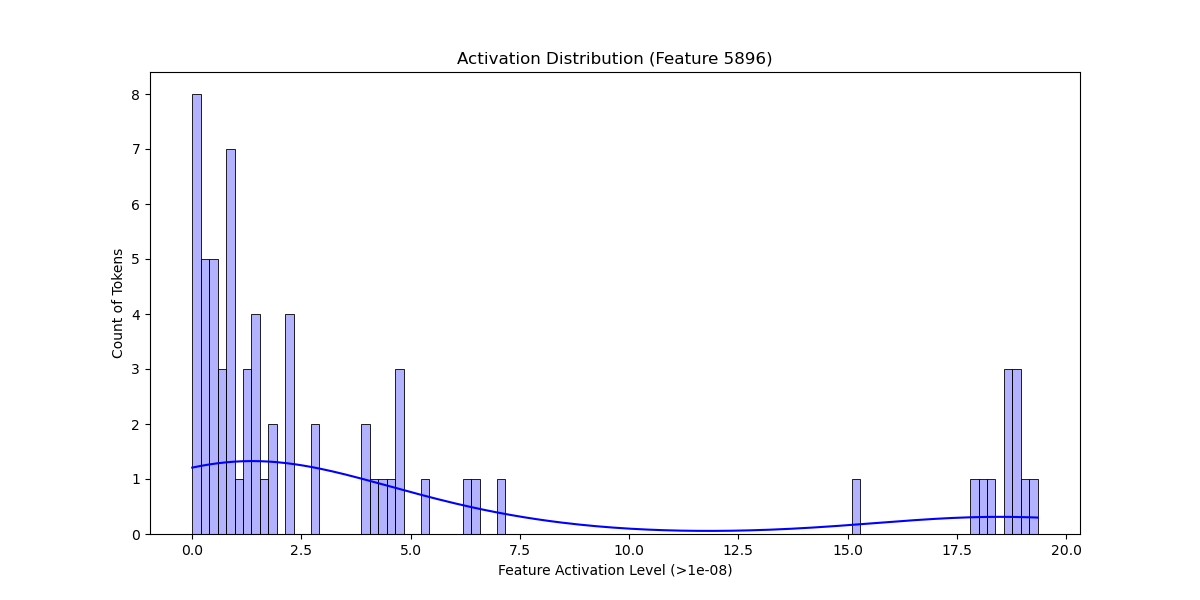 Activation Distribution (Feature 5896)
8
7
6
5
4
3
2
1
0
Count of Tokens
0.0 2.5 5.0 7.5 10.0 12.5 15.0 17.5 20.0
Feature Activation Level (>1e-08)